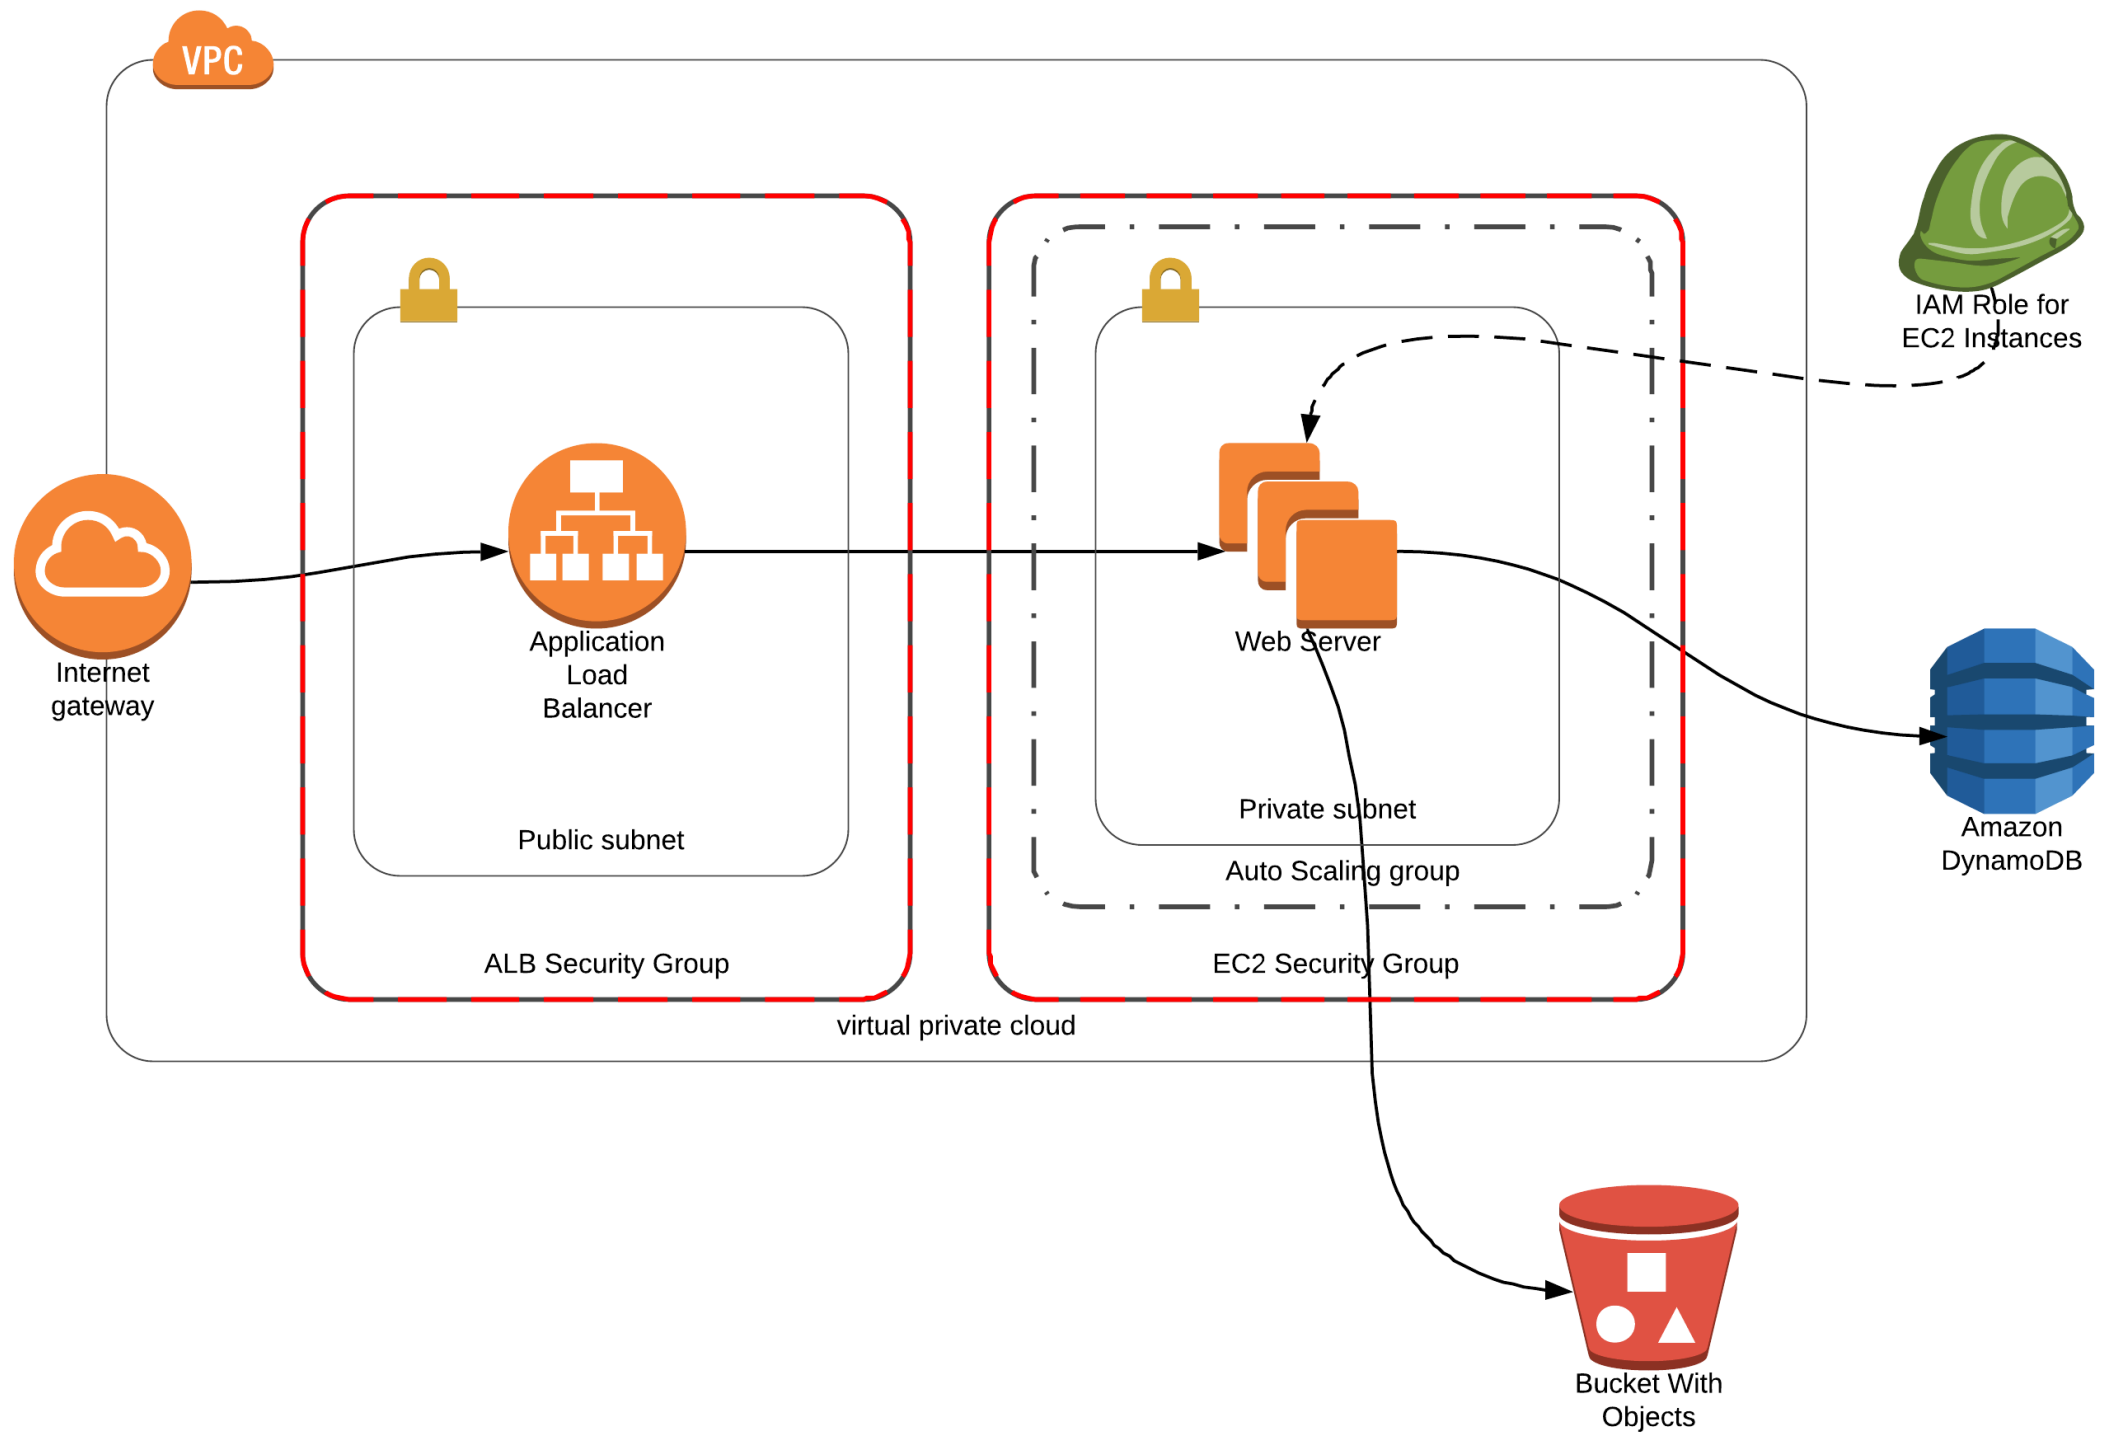 VPC
IAM Role for
EC2 Instances
Internet
gateway
Application
Load
Balancer
Web Server
Public subnet
Private subnet
Auto Scaling group
Amazon
DynamoDB
ALB Security Group
EC2 Security Group
virtual private cloud
Bucket With
Objects